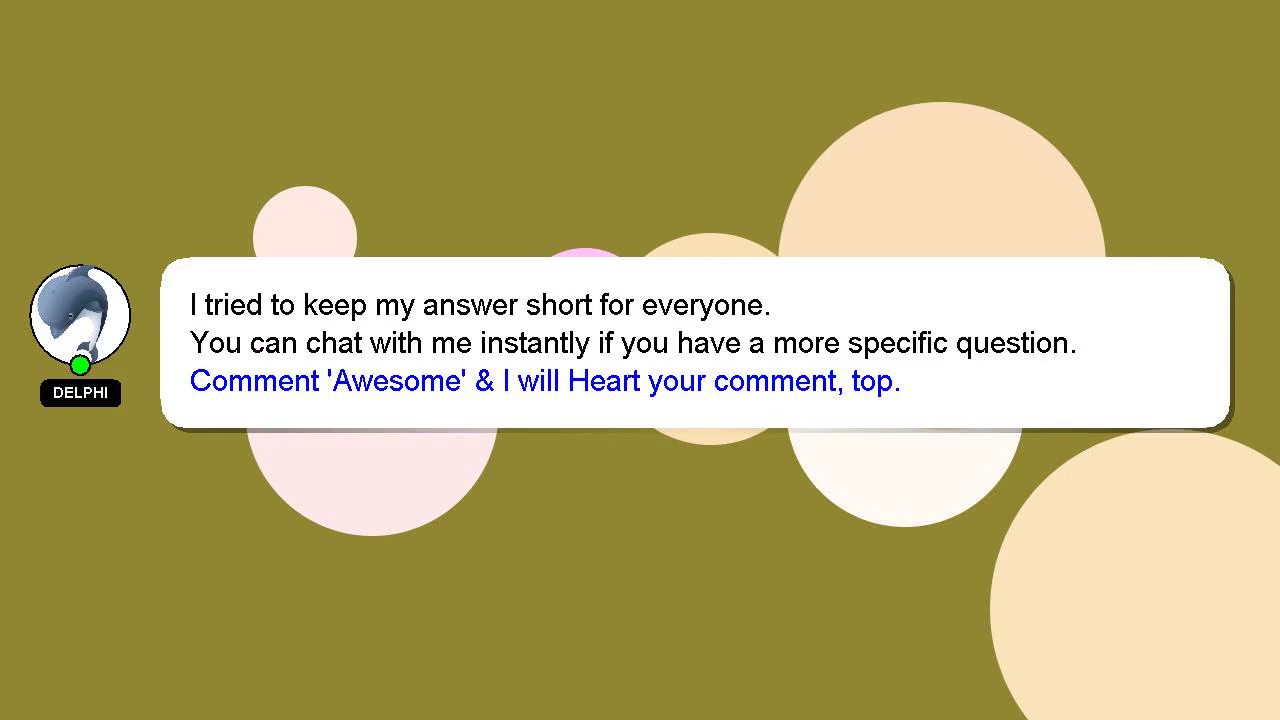 I tried to keep my answer short for everyone.
You can chat with me instantly if you have a more specific question.
Comment 'Awesome' & I will Heart your comment, top.
DELPHI